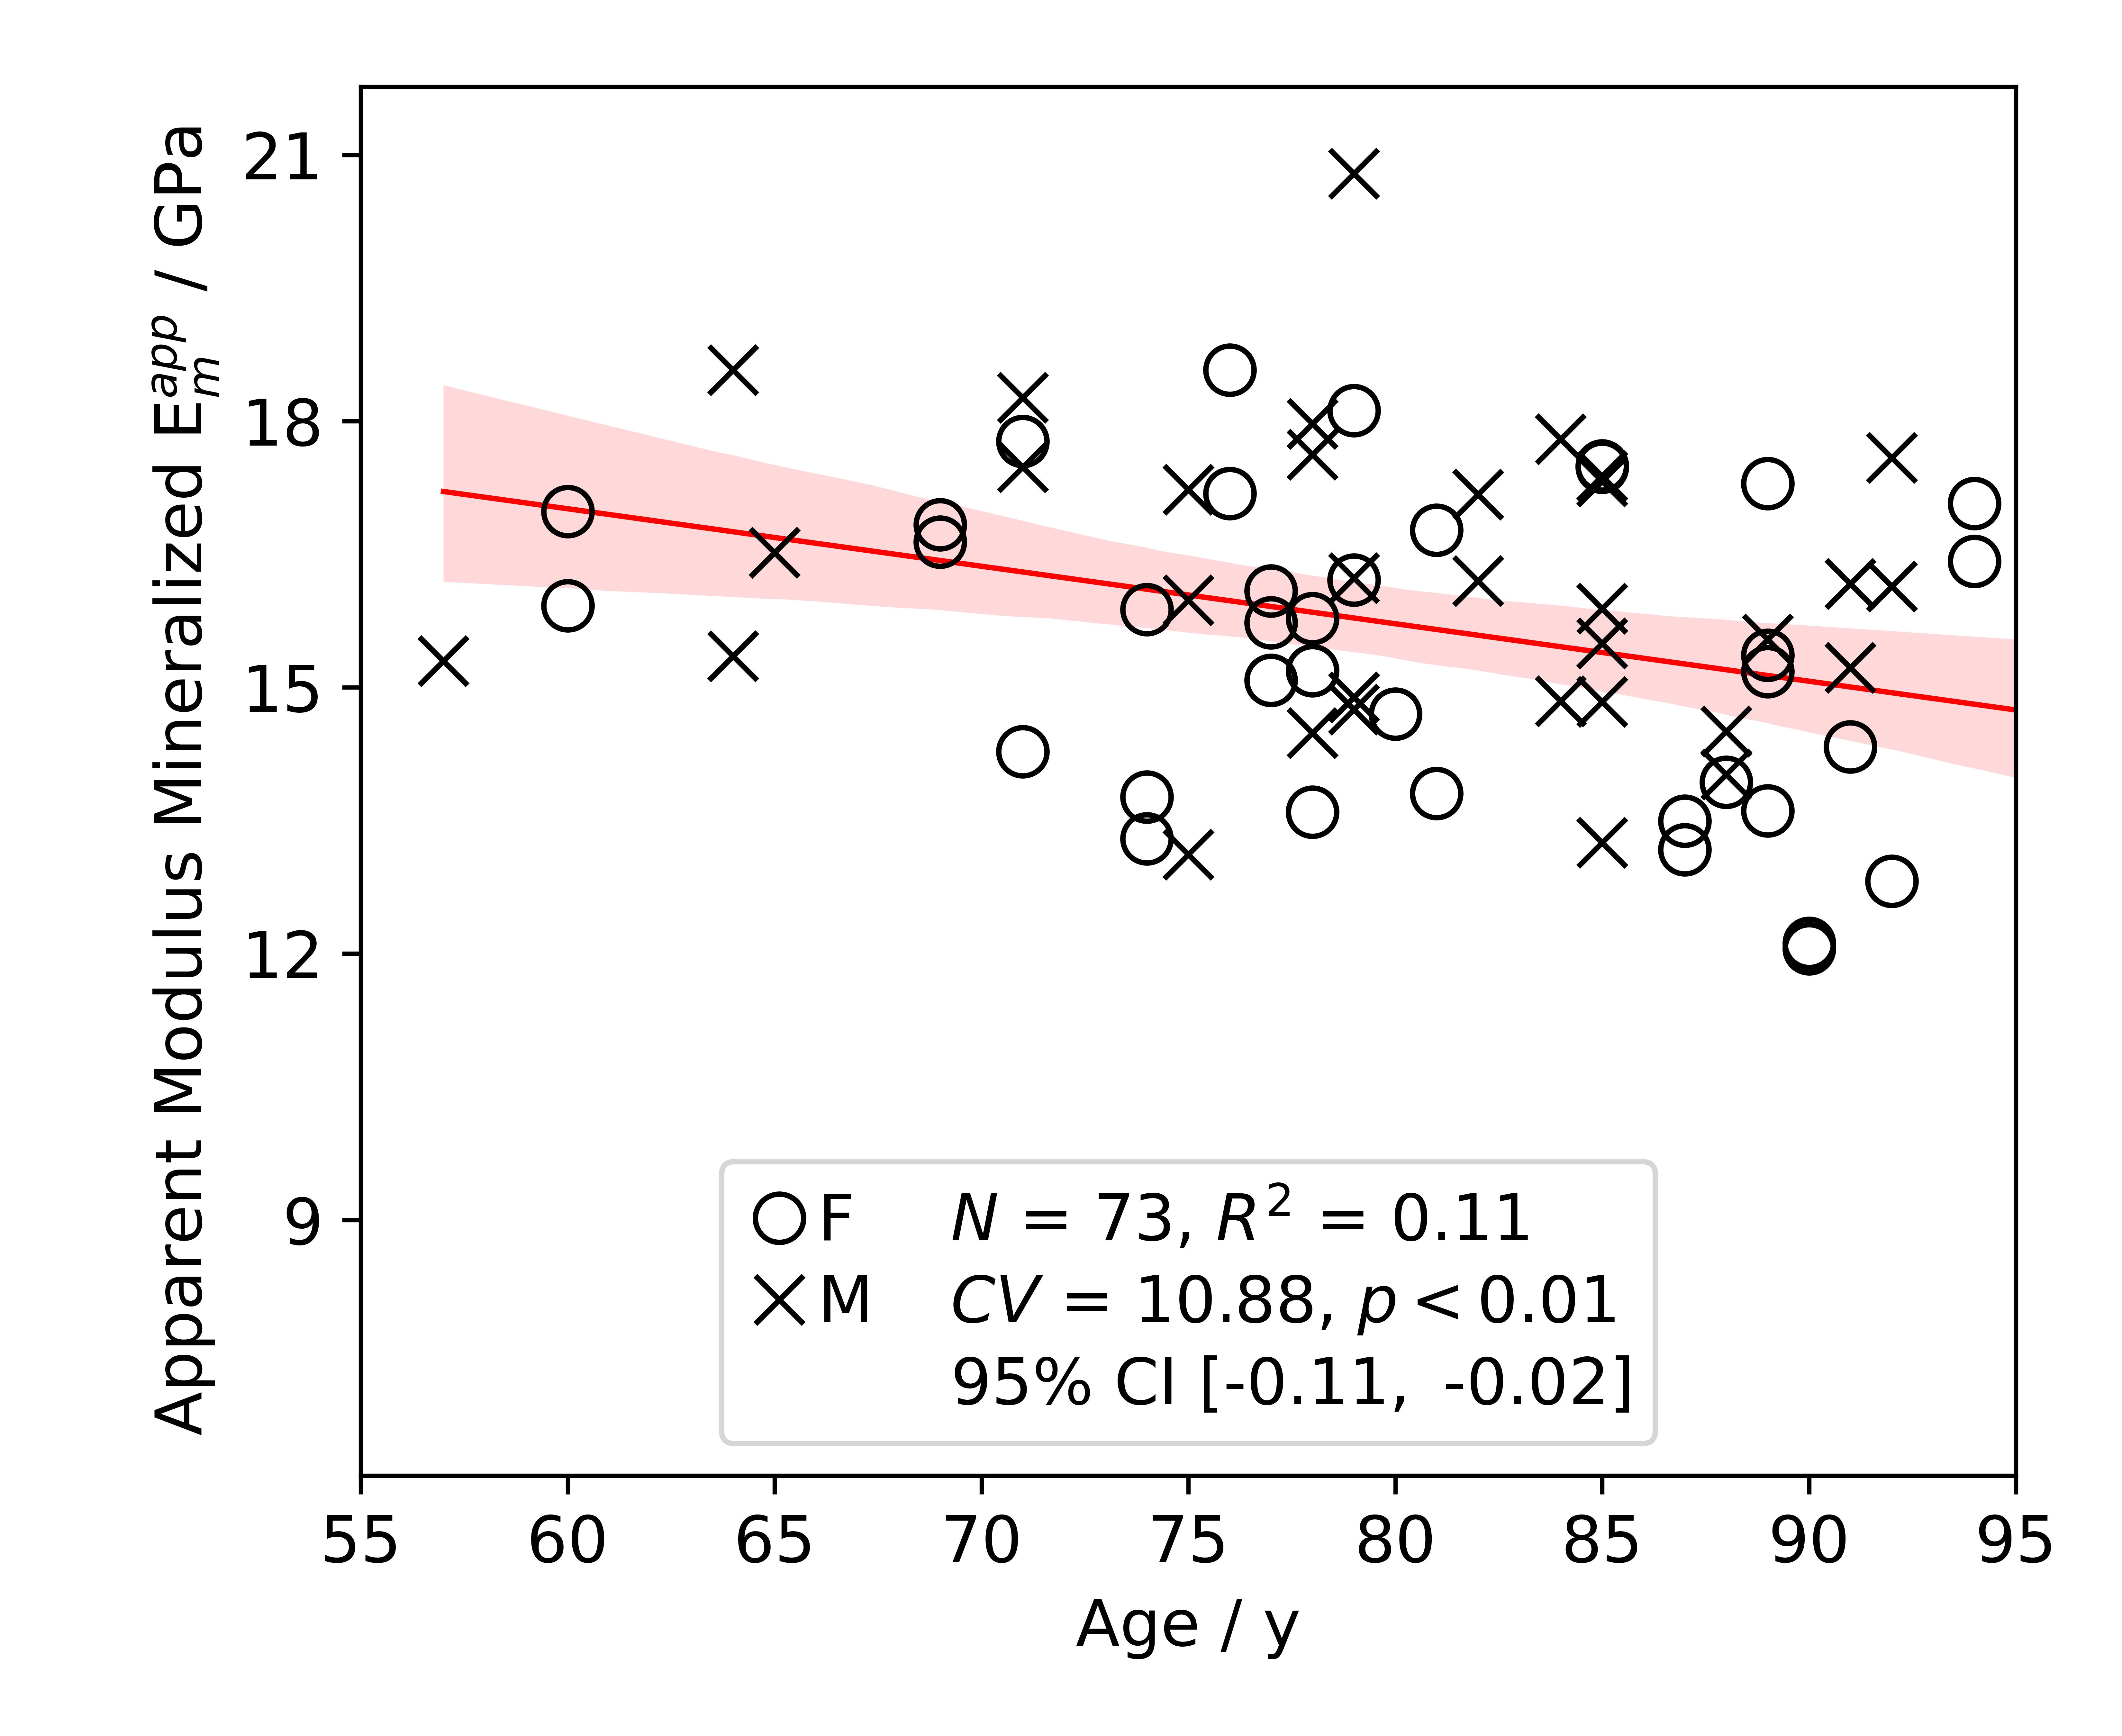 Apparent Modulus Mineralized E_m^app / GPa
21
18
15
12
9
F N = 73, R² = 0.11
M CV = 10.88, p < 0.01
95% CI [-0.11, -0.02]
55 60 65 70 75 80 85 90 95
Age / y